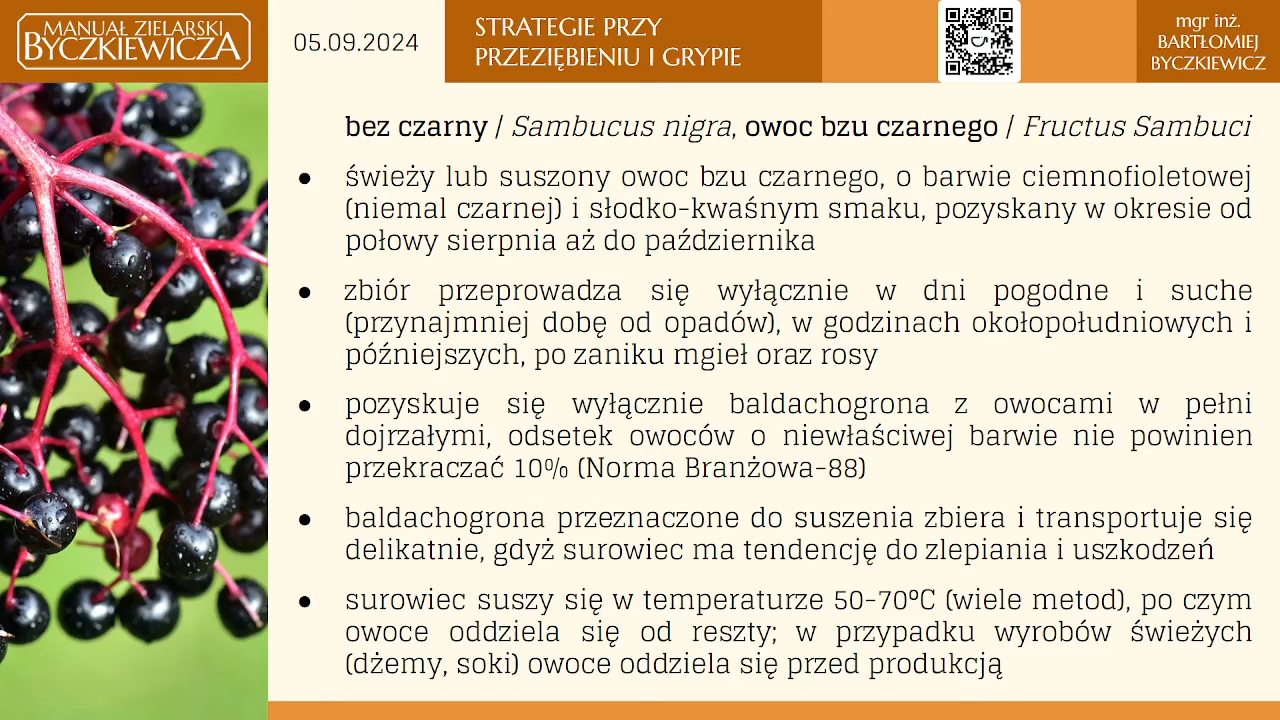 MANUAŁ ZIELARSKI
BYCZKIEWICZA
05.09.2024
STRATEGIE PRZY
PRZEZIĘBIENIU I GRYPIE
mgr inż.
BARTŁOMIEJ
BYCZKIEWICZ
bez czarny / Sambucus nigra, owoc bzu czarnego / Fructus Sambuci
● świeży lub suszony owoc bzu czarnego, o barwie ciemnofioletowej
(niemal czarnej) i słodko-kwaśnym smaku, pozyskany w okresie od
połowy sierpnia aż do października
● zbiór przeprowadza się wyłącznie w dni pogodne i suche
(przynajmniej dobę od opadów), w godzinach okołopołudniowych i
późniejszych, po zaniku mgieł oraz rosy
● pozyskuje się wyłącznie baldachogrona z owocami w pełni
dojrzałymi, odsetek owoców o niewłaściwej barwie nie powinien
przekraczać 10% (Norma Branżowa-88)
● baldachogrona przeznaczone do suszenia zbiera i transportuje się
delikatnie, gdyż surowiec ma tendencję do zlepiania i uszkodzeń
● surowiec suszy się w temperaturze 50-70°C (wiele metod), po czym
owoce oddziela się od reszty; w przypadku wyrobów świeżych
(dżemy, soki) owoce oddziela się przed produkcją